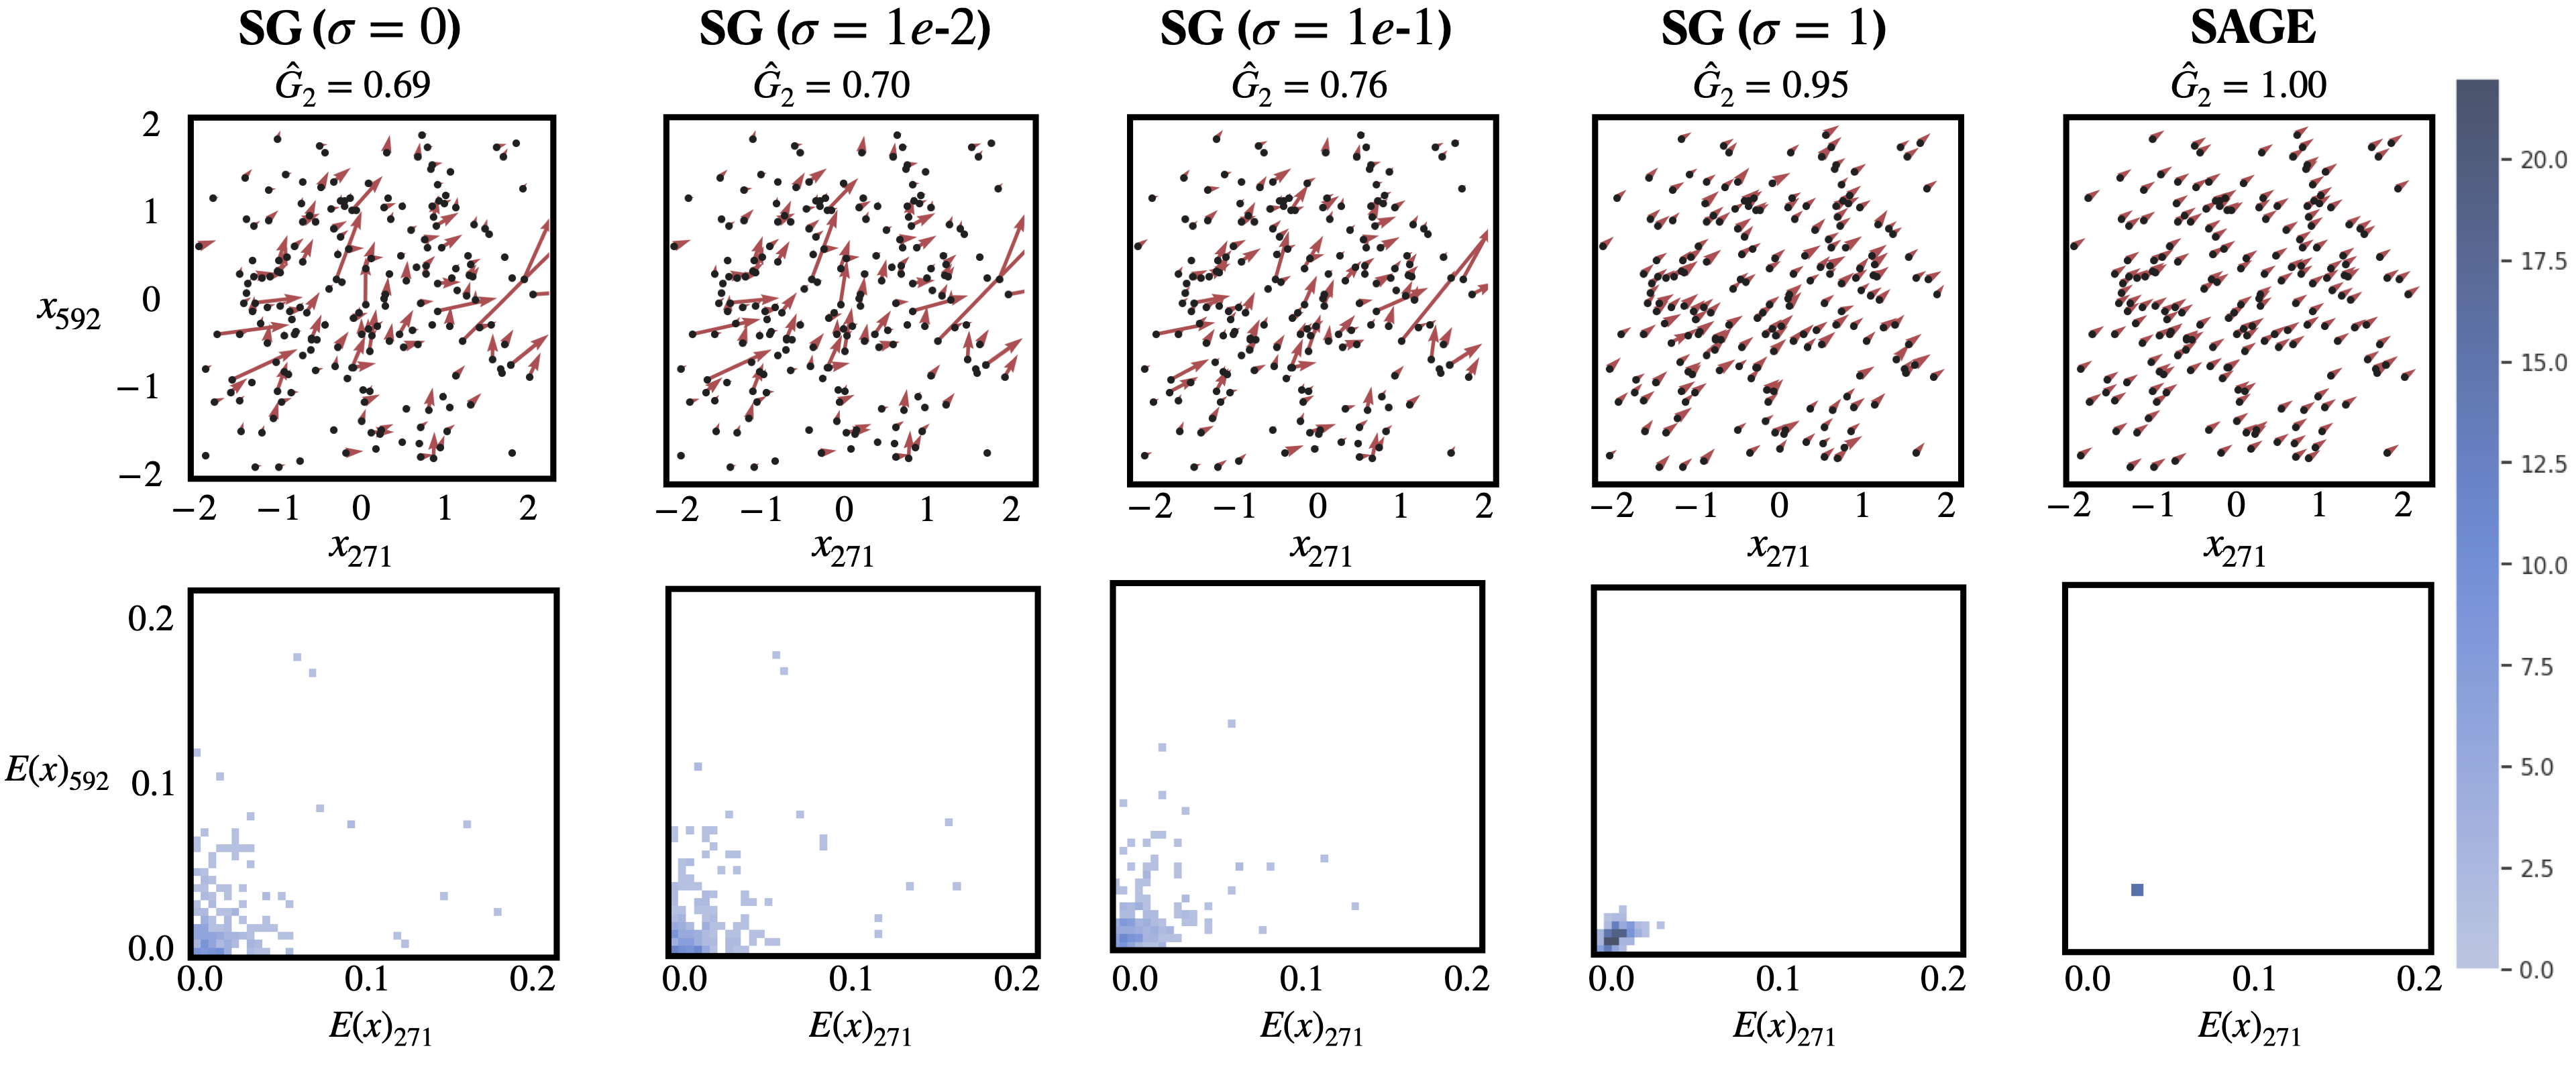 SG (σ = 0) SG (σ = 1e-2) SG (σ = 1e-1) SG (σ = 1) SAGE
Ĝ₂ = 0.69 Ĝ₂ = 0.70 Ĝ₂ = 0.76 Ĝ₂ = 0.95 Ĝ₂ = 1.00
2
1
x₅₉₂ 0
−1
−2
−2 −1 0 1 2 −2 −1 0 1 2 −2 −1 0 1 2 −2 −1 0 1 2 −2 −1 0 1 2
x₂₇₁ x₂₇₁ x₂₇₁ x₂₇₁ x₂₇₁
0.2
E(x)₅₉₂ 0.1
0.0
0.0 0.1 0.2 0.0 0.1 0.2 0.0 0.1 0.2 0.0 0.1 0.2 0.0 0.1 0.2
E(x)₂₇₁ E(x)₂₇₁ E(x)₂₇₁ E(x)₂₇₁ E(x)₂₇₁
20.0
17.5
15.0
12.5
10.0
7.5
5.0
2.5
0.0